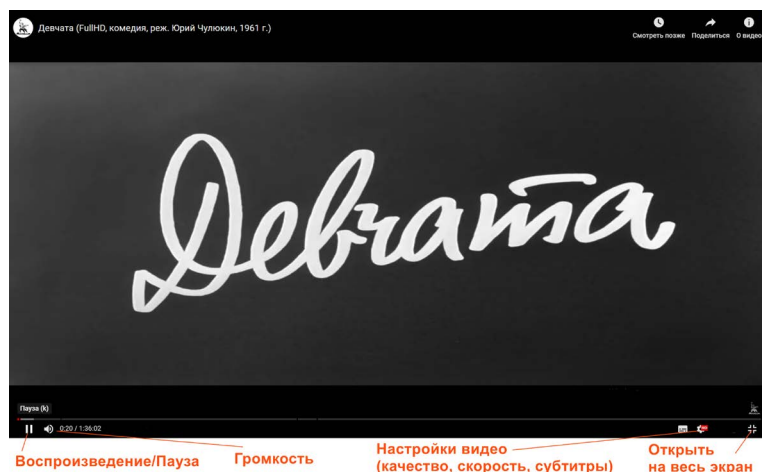 Девчата (FullHD, комедия, реж. Юрий Чулюкин, 1961 г.)
Смотреть позже Поделиться О видео
Девчата
Пауза (k)
0:20 / 1:36:02
Воспроизведение/Пауза
Громкость
Настройки видео
(качество, скорость, субтитры)
Открыть
на весь экран